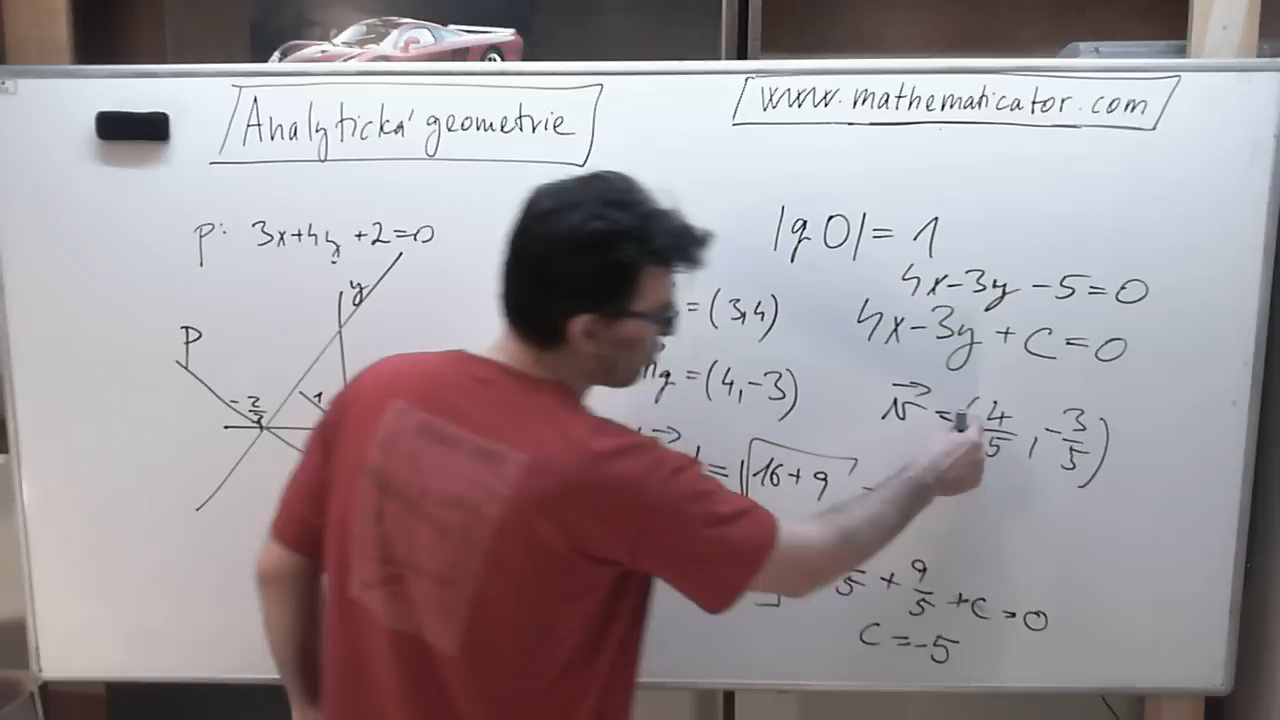 Analytická geometrie
www.mathematicator.com
p: 3x+4y+2=0
y
p
-2/3
1
|q O| = 1
4x-3y-5=0
= (3,4)
4x-3y+c=0
= (4,-3)
v = (4/5, -3/5)
= √16+9
5 + 9/5 + c = 0
c = -5